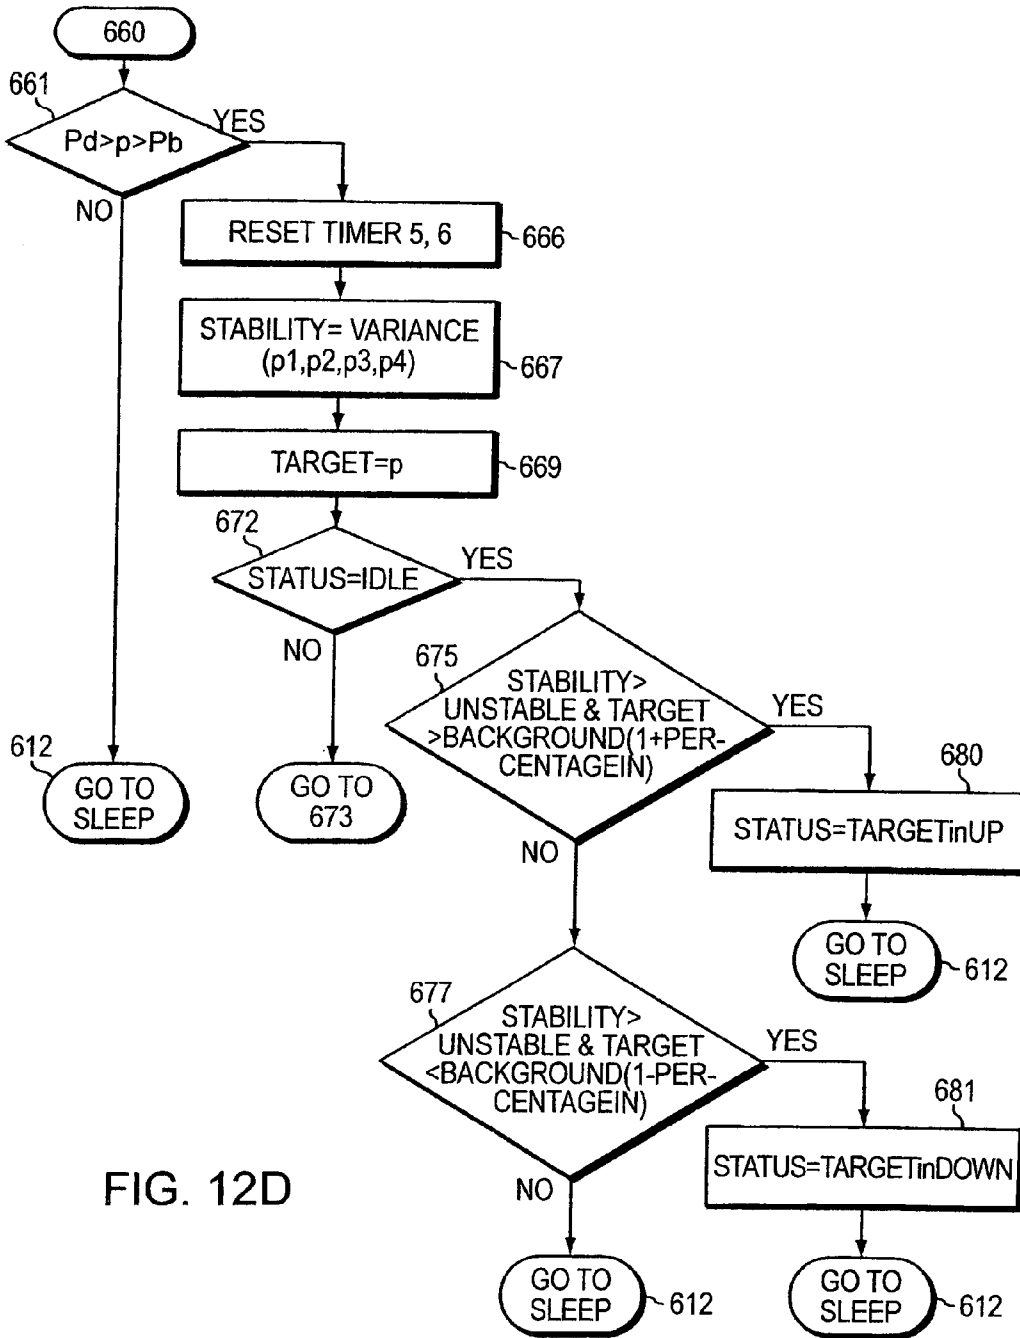 660
661
Pd>p>Pb
YES
NO
RESET TIMER 5, 6
666
STABILITY= VARIANCE
(p1,p2,p3,p4)
667
TARGET=p
669
672
STATUS=IDLE
YES
NO
675
STABILITY>
UNSTABLE & TARGET
>BACKGROUND(1+PER-
CENTAGEIN)
YES
NO
612
GO TO
SLEEP
GO TO
673
680
STATUS=TARGETinUP
GO TO
SLEEP
612
677
STABILITY>
UNSTABLE & TARGET
<BACKGROUND(1-PER-
CENTAGEIN)
YES
NO
681
STATUS=TARGETinDOWN
FIG. 12D
GO TO
SLEEP
612
GO TO
SLEEP
612